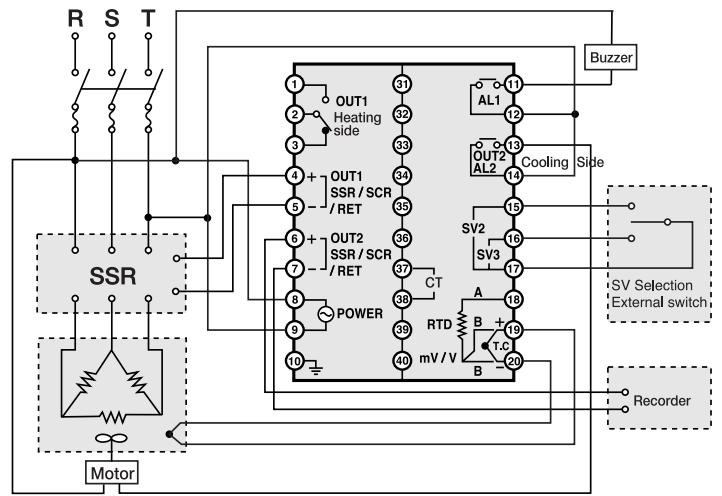 R S T
Buzzer
1
2
3
4
5
6
7
8
9
10
OUT1
Heating
side
+ OUT1
SSR / SCR
- / RET
+ OUT2
SSR / SCR
- / RET
POWER
31
32
33
34
35
36
37
38
39
40
CT
11
12
13
14
15
16
17
18
19
20
AL1
OUT2
AL2
Cooling Side
SV2
SV3
A
RTD
B
+
T.C
mV / V
B
-
SSR
Motor
SV Selection
External switch
Recorder